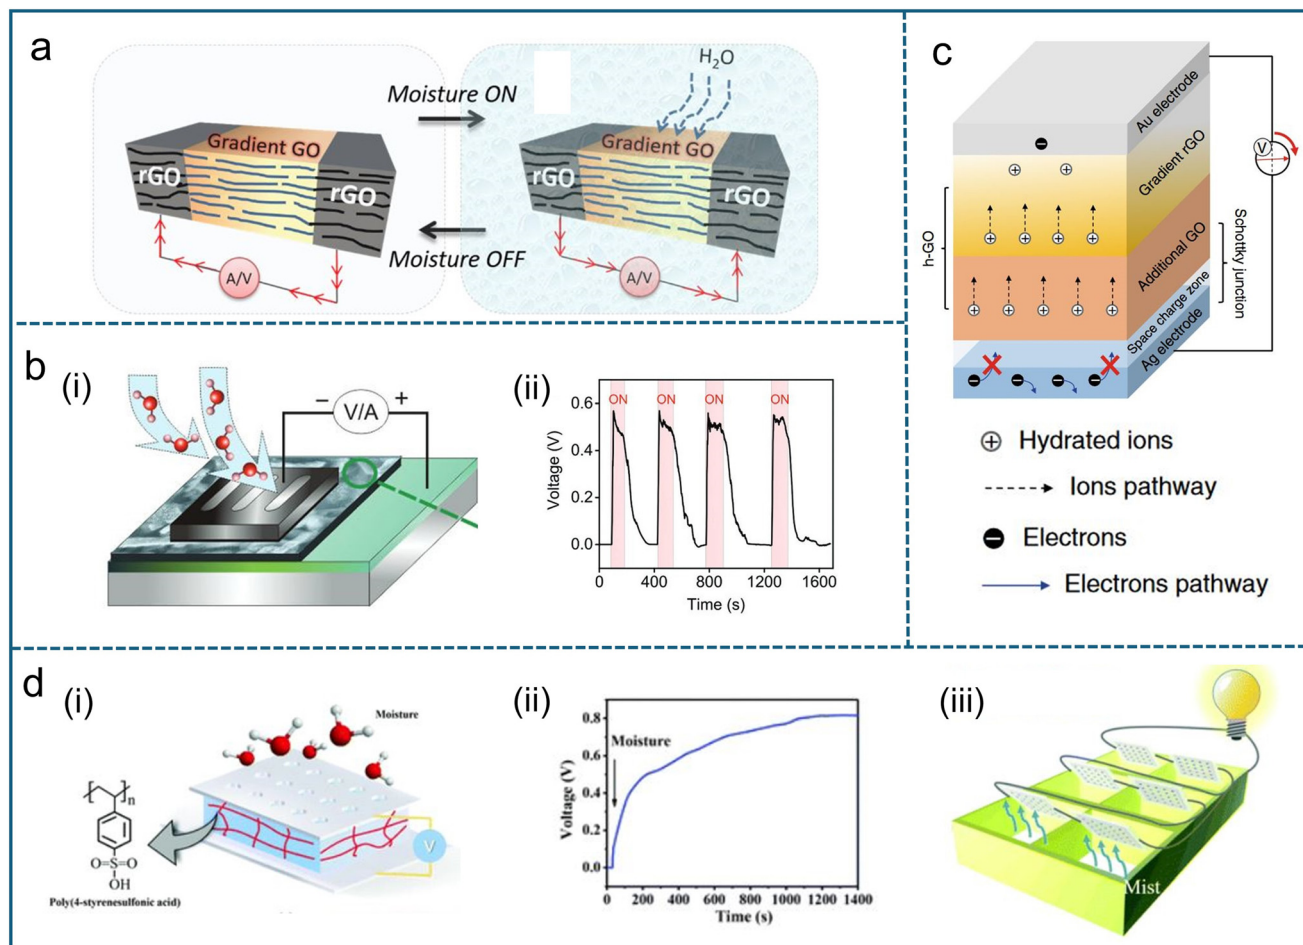 a
Moisture ON
Moisture OFF
Gradient GO
rGO
rGO
A/V
H₂O
Gradient GO
rGO
rGO
A/V
b
(i)
− V/A +
(ii)
ON
ON
ON
ON
Voltage (V)
0.6
0.4
0.2
0.0
0
400
800
1200
1600
Time (s)
c
Au electrode
Gradient rGO
Additional GO
Space charge zone
Ag electrode
h-GO
Schottky junction
V
⊕ Hydrated ions
Ions pathway
Electrons
Electrons pathway
d
(i)
Moisture
V
n
O=S=O
OH
Poly(4-styrenesulfonic acid)
(ii)
Moisture
Voltage (V)
0.8
0.6
0.4
0.2
0.0
0 200 400 600 800 1000 1200 1400
Time (s)
(iii)
Mist